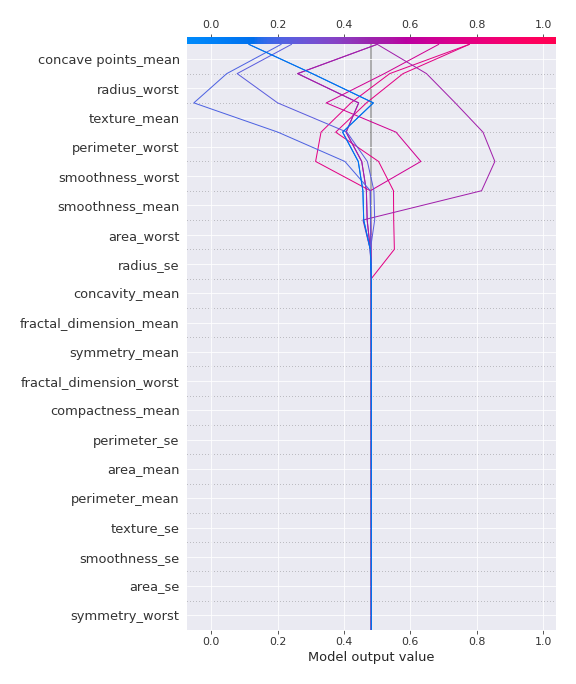 0.0 0.2 0.4 0.6 0.8 1.0
concave points_mean
radius_worst
texture_mean
perimeter_worst
smoothness_worst
smoothness_mean
area_worst
radius_se
concavity_mean
fractal_dimension_mean
symmetry_mean
fractal_dimension_worst
compactness_mean
perimeter_se
area_mean
perimeter_mean
texture_se
smoothness_se
area_se
symmetry_worst
0.0 0.2 0.4 0.6 0.8 1.0
Model output value